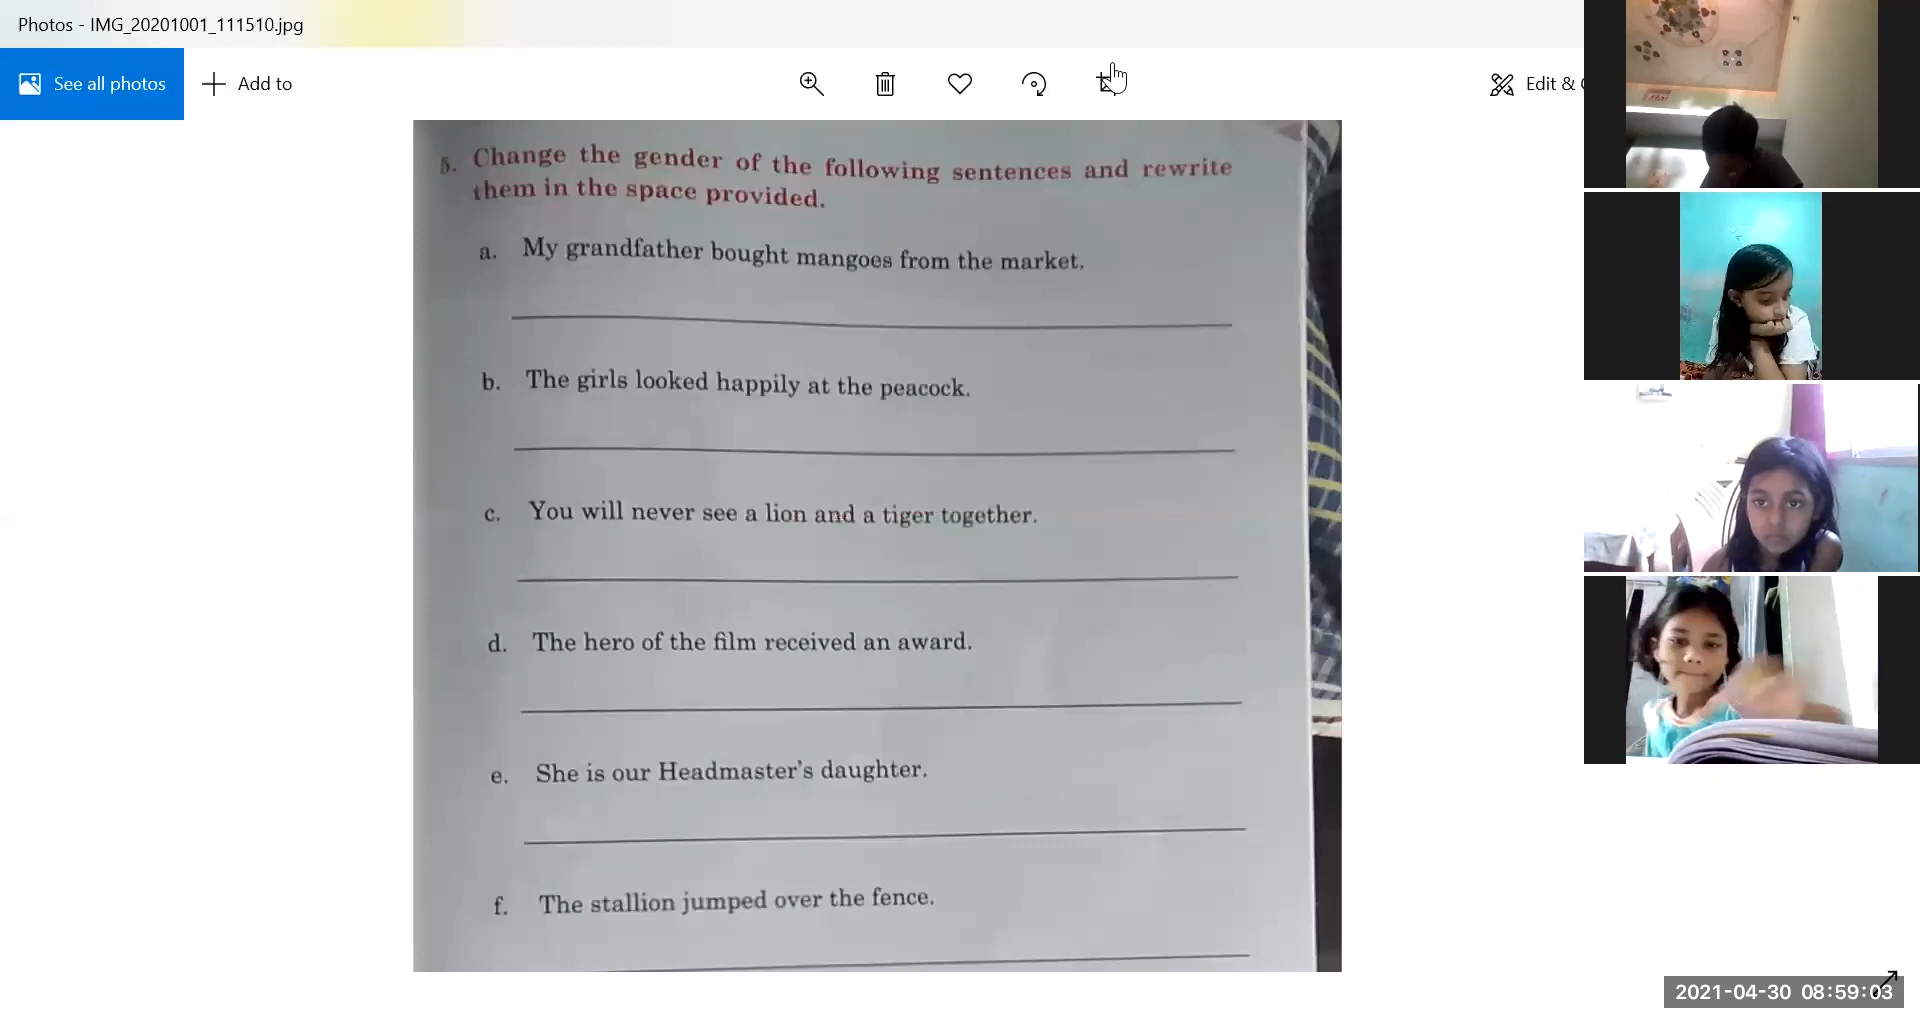 Photos - IMG_20201001_111510.jpg
See all photos
Add to
Edit &
5. Change the gender of the following sentences and rewrite
them in the space provided.
a. My grandfather bought mangoes from the market.
b. The girls looked happily at the peacock.
c. You will never see a lion and a tiger together.
d. The hero of the film received an award.
e. She is our Headmaster's daughter.
f. The stallion jumped over the fence.
2021-04-30 08:59:03